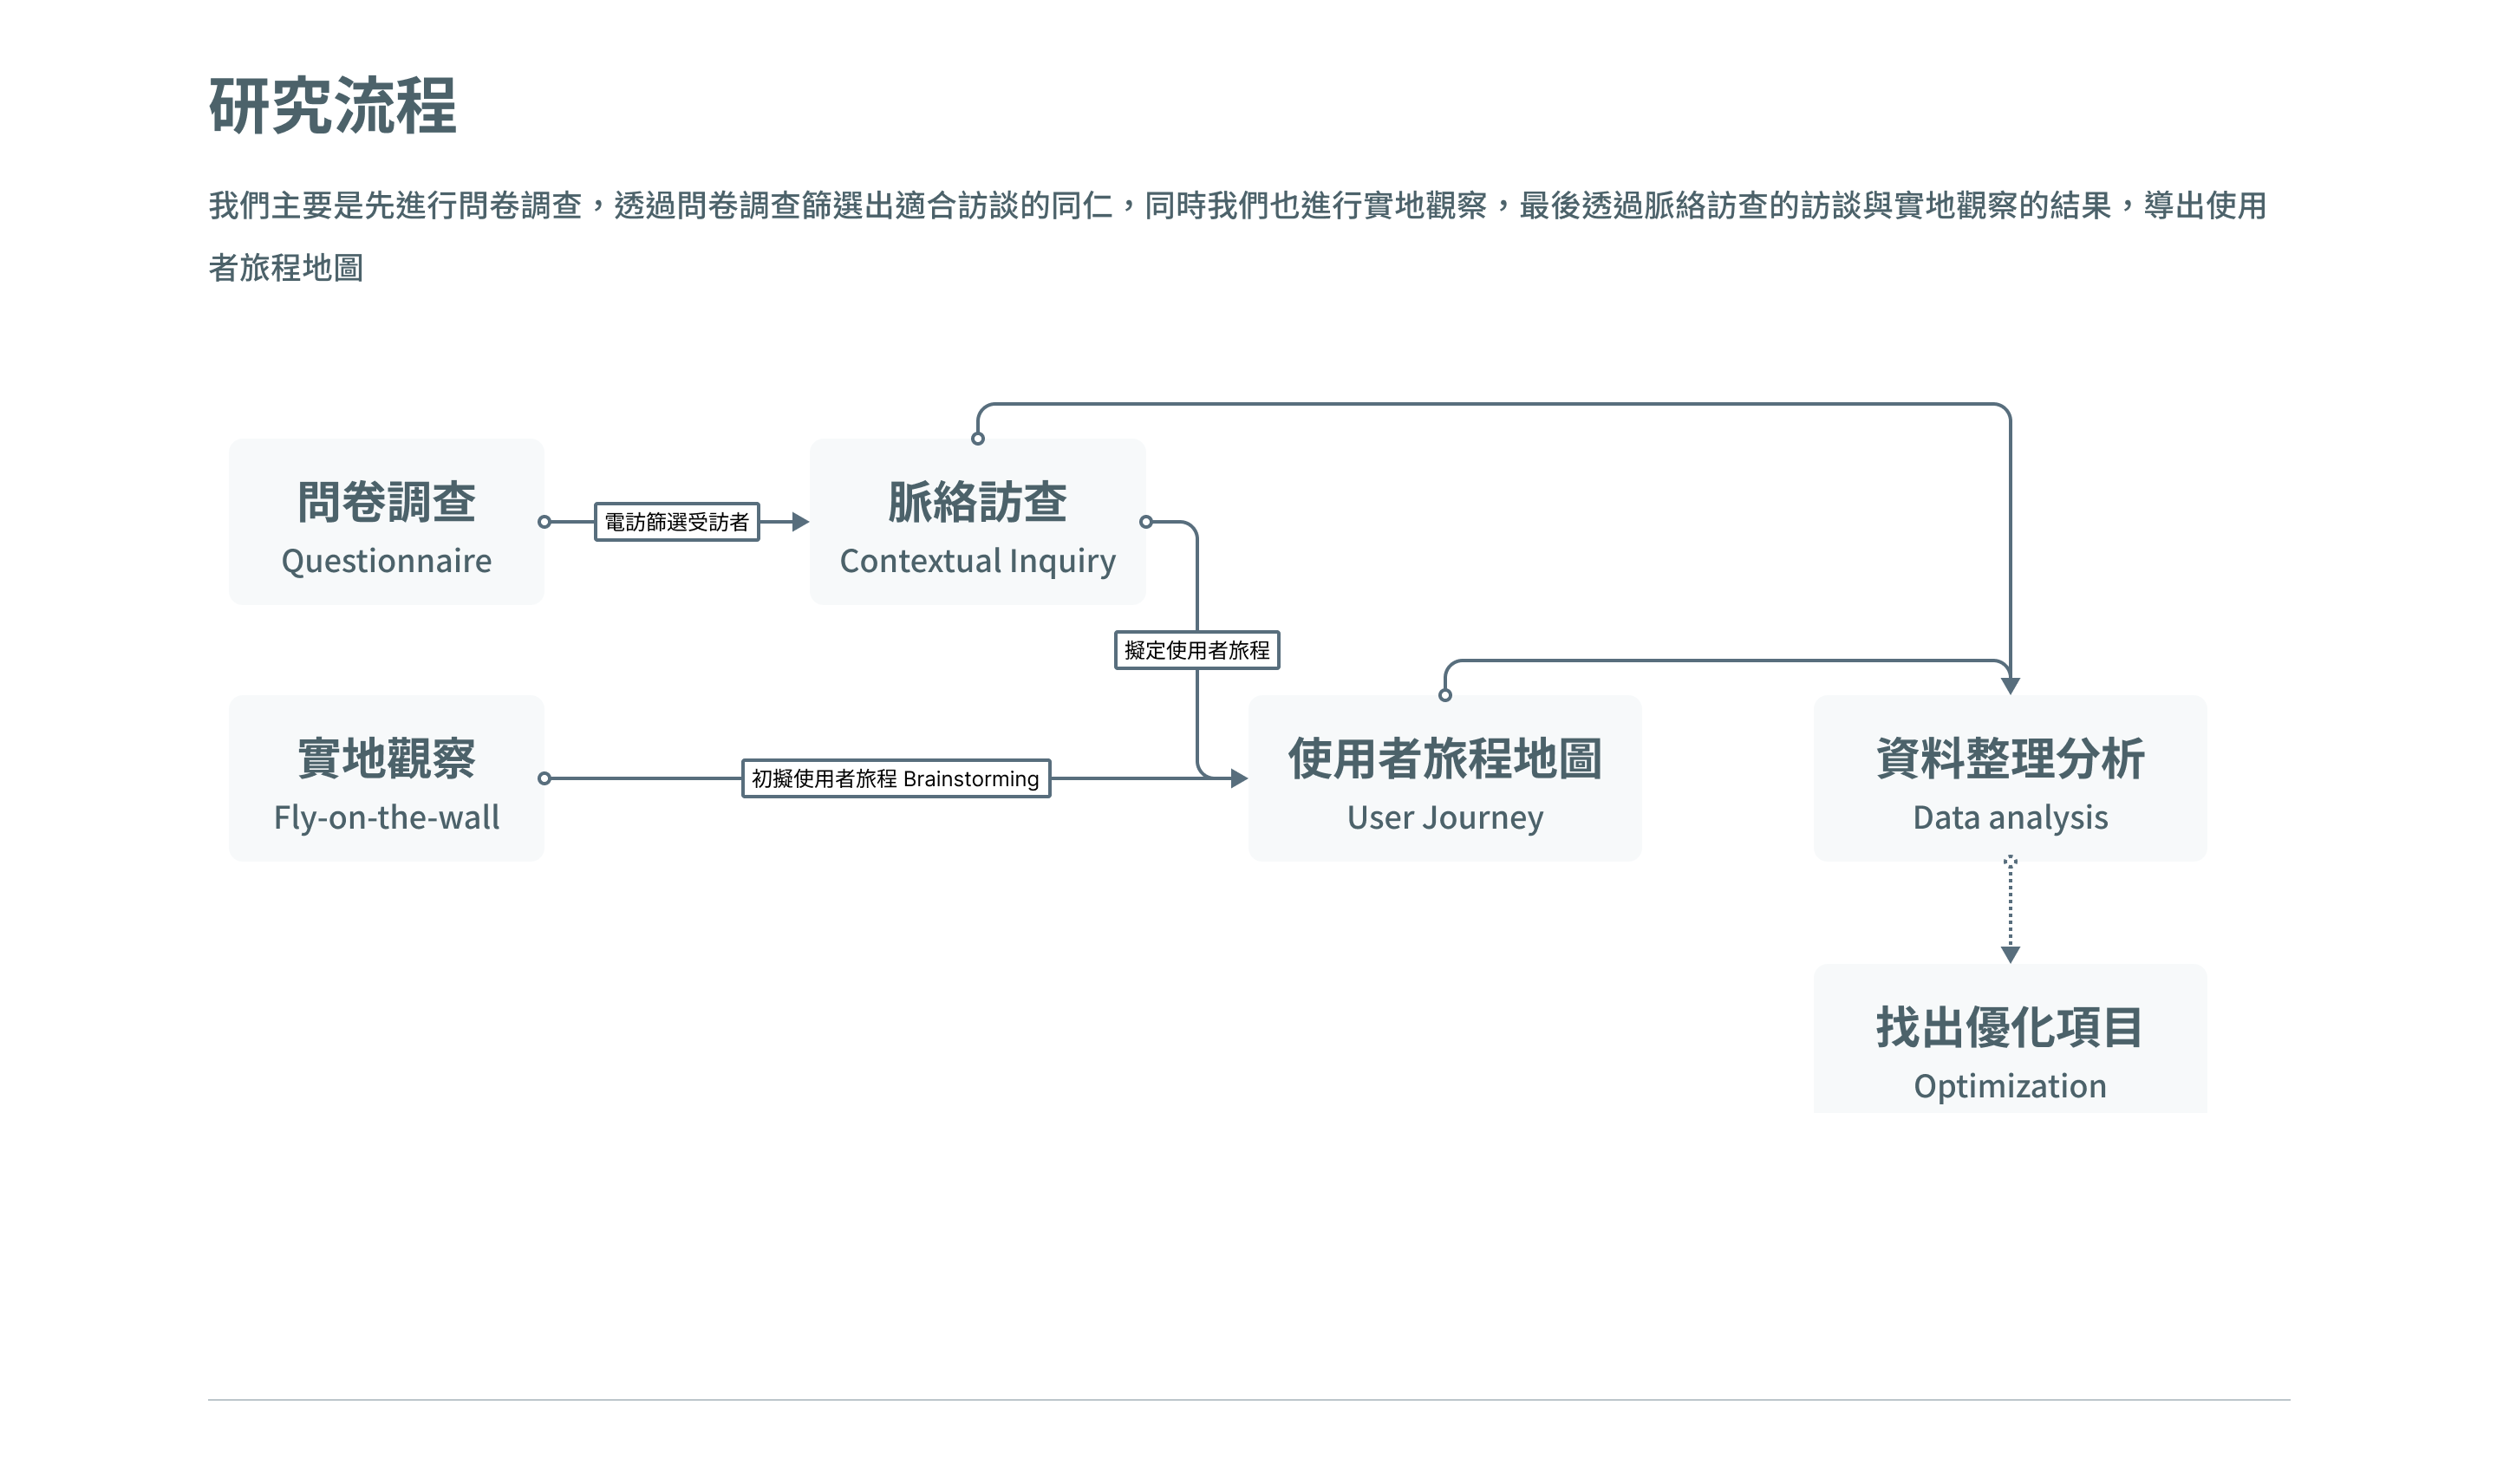 研究流程
我們主要是先進行問卷調查，透過問卷調查篩選出適合訪談的同仁，同時我們也進行實地觀察，最後透過脈絡訪查的訪談與實地觀察的結果，導出使用
者旅程地圖
問卷調查
Questionnaire
電訪篩選受訪者
脈絡訪查
Contextual Inquiry
擬定使用者旅程
實地觀察
Fly-on-the-wall
初擬使用者旅程 Brainstorming
使用者旅程地圖
User Journey
資料整理分析
Data analysis
找出優化項目
Optimization